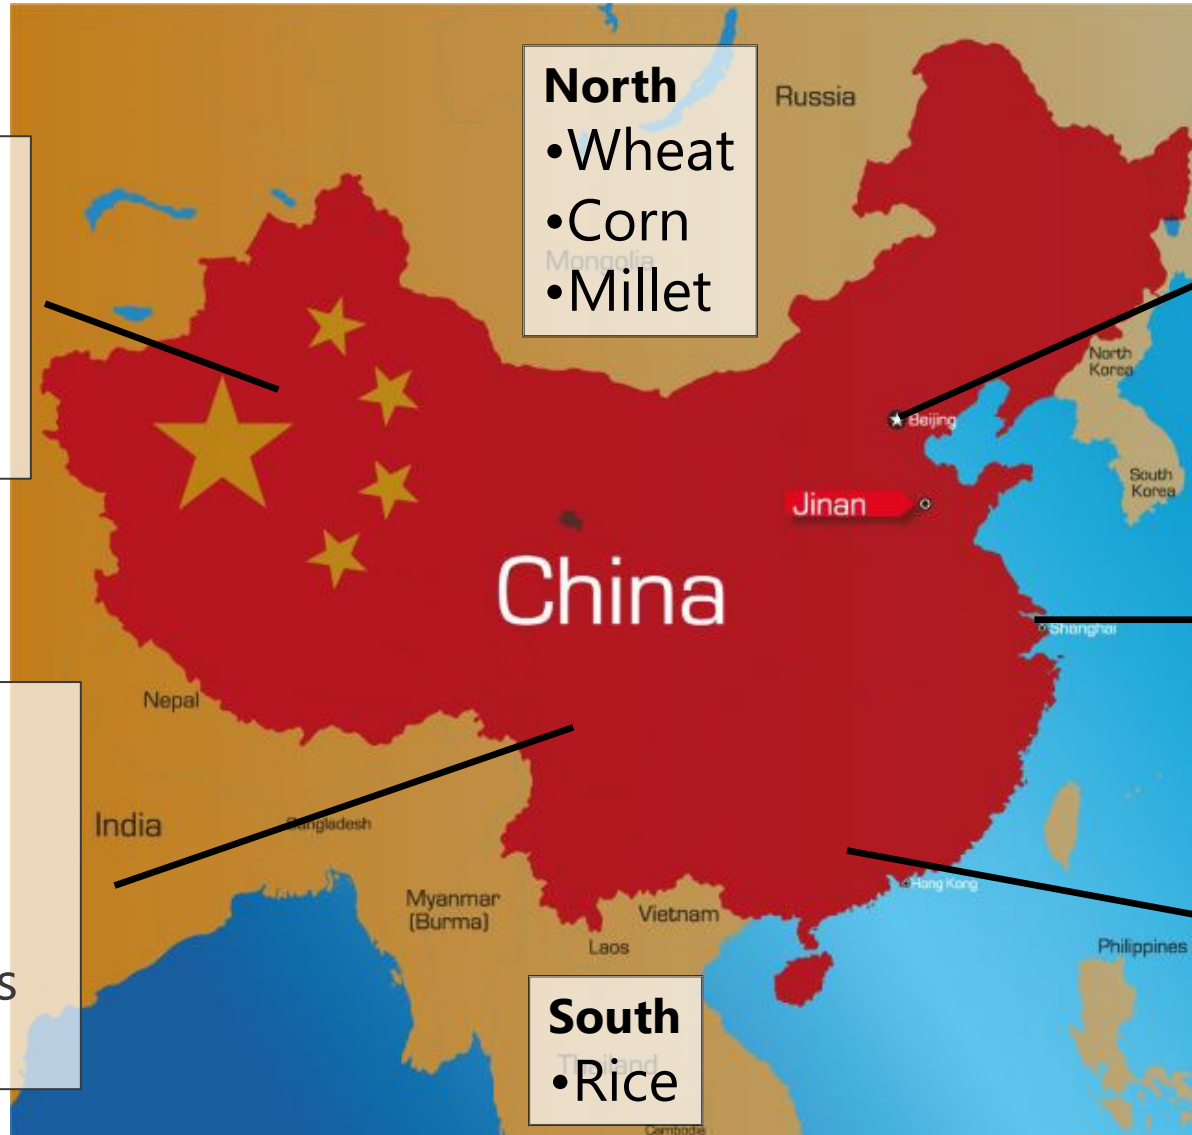 North
•Wheat
•Corn
•Millet
Mongolia
Russia
North
Korea
Beijing
South
Korea
Jinan
China
Shanghai
Nepal
India
Bangladesh
Myanmar
(Burma)
Vietnam
Hong Kong
Laos
Philippines
s
South
•Rice
Thailand
Cambodia